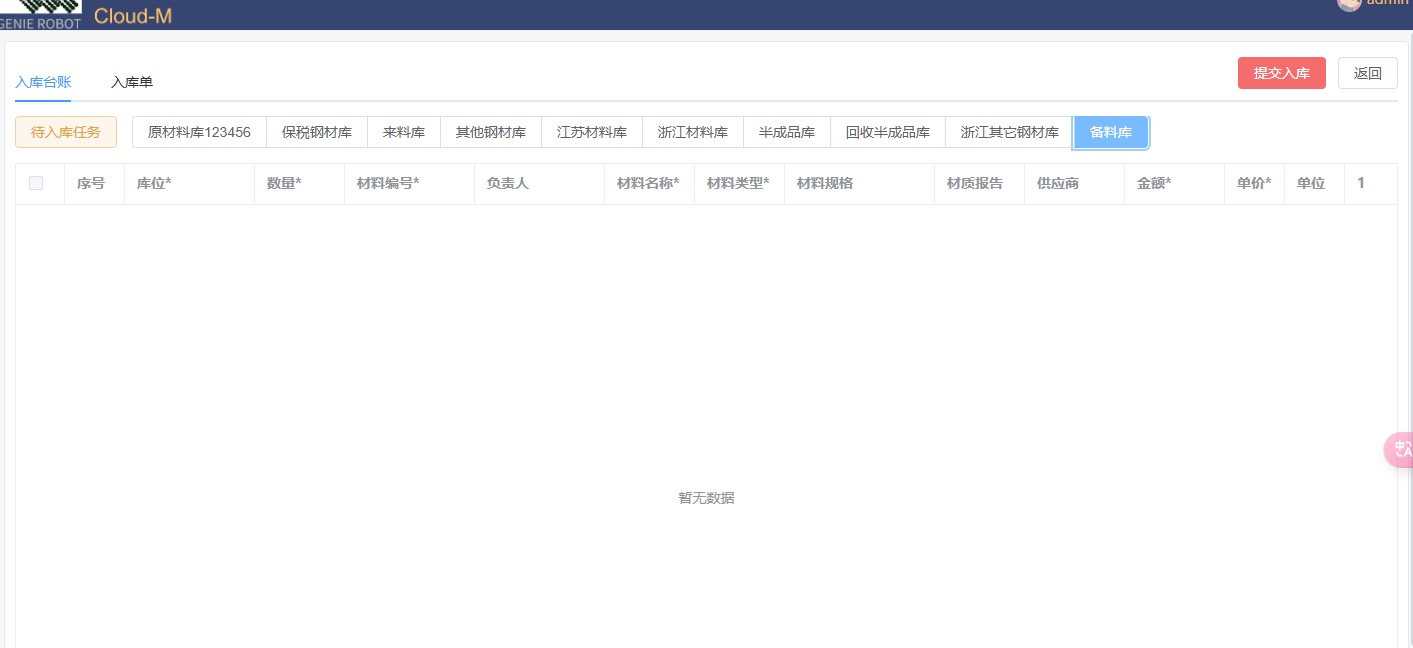 GENIE ROBOT Cloud-M admin
入库台账 入库单 提交入库 返回
待入库任务 原材料库123456 保税钢材库 来料库 其他钢材库 江苏材料库 浙江材料库 半成品库 回收半成品库 浙江其它钢材库 备料库
序号 库位* 数量* 材料编号* 负责人 材料名称* 材料类型* 材料规格 材质报告 供应商 金额* 单价* 单位 1
暂无数据